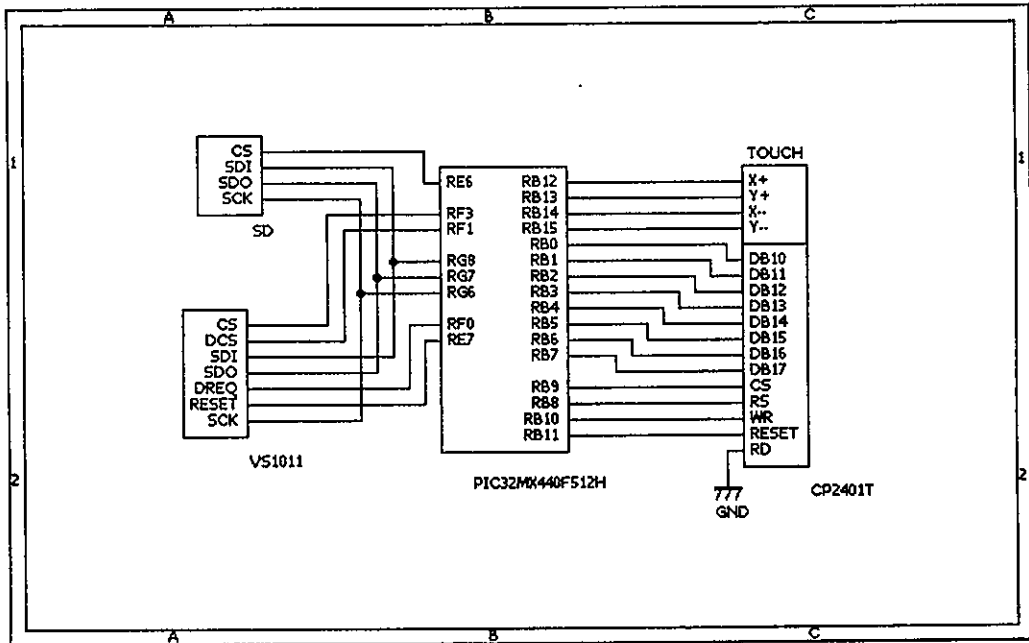 A B C
1 1
CS
SDI
SDO
SCK
SD
CS
DCS
SDI
SDO
DREQ
RESET
SCK
VS1011
RE6
RF3
RF1
RG8
RG7
RG6
RF0
RE7
RB12
RB13
RB14
RB15
RB0
RB1
RB2
RB3
RB4
RB5
RB6
RB7
RB9
RB8
RB10
RB11
PIC32MX440F512H
TOUCH
X+
Y+
X--
Y--
DB10
DB11
DB12
DB13
DB14
DB15
DB16
DB17
CS
RS
WR
RESET
RD
CP2401T
GND
2 2
A B C